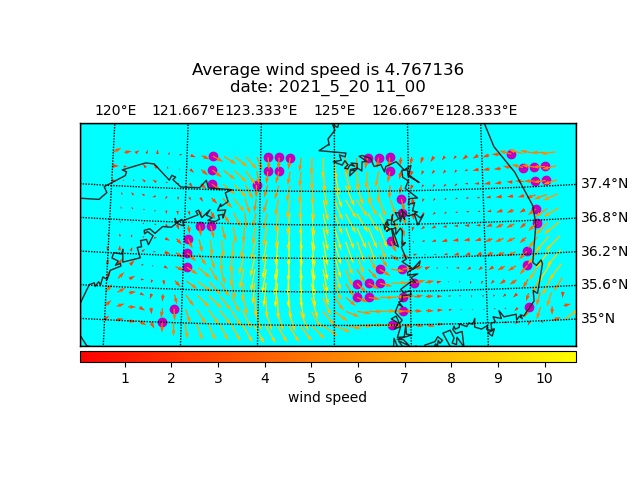 Average wind speed is 4.767136
date: 2021_5_20 11_00
120°E 121.667°E 123.333°E 125°E 126.667°E 128.333°E
37.4°N
36.8°N
36.2°N
35.6°N
35°N
1 2 3 4 5 6 7 8 9 10
wind speed